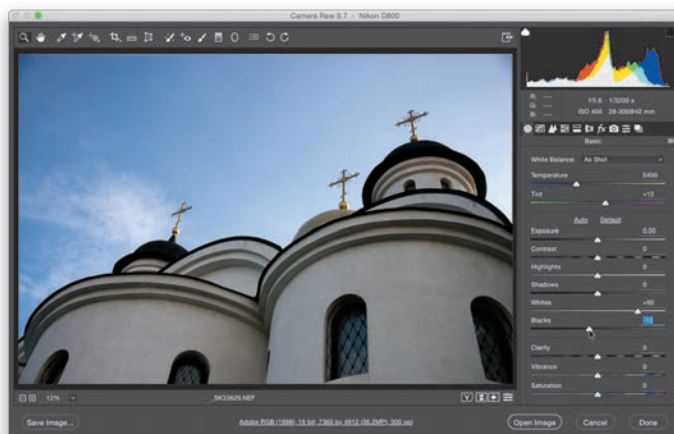 Camera Raw 9.7 - Nikon D800
R: ---
G: ---
B: ---
f/5.6 1/3200 s
ISO 400 28-300@42 mm
Basic
White Balance: As Shot
Temperature 5400
Tint +12
Auto Default
Exposure 0.00
Contrast 0
Highlights 0
Shadows 0
Whites +60
Blacks
Clarity 0
Vibrance 0
Saturation 0
12%
_SK33629.NEF
Y
Save Image...
Adobe RGB (1998); 16 bit; 7360 by 4912 (36.2MP); 300 ppi
Open Image
Cancel
Done